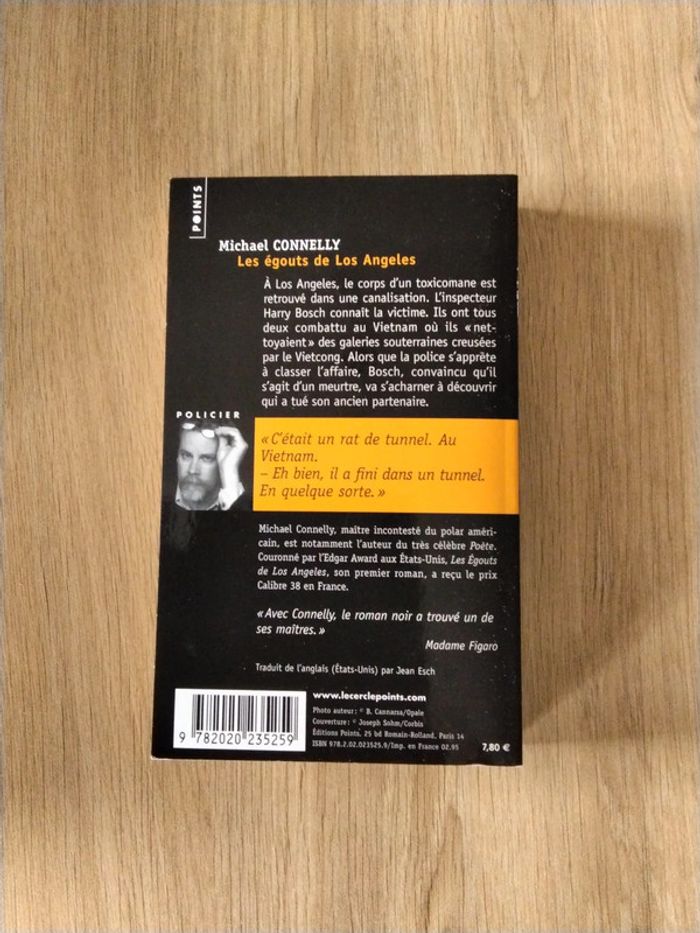 POINTS
Michael CONNELLY
Les égouts de Los Angeles
À Los Angeles, le corps d'un toxicomane est
retrouvé dans une canalisation. L'inspecteur
Harry Bosch connaît la victime. Ils ont tous
deux combattu au Vietnam où ils « net-
toyaient » des galeries souterraines creusées
par le Vietcong. Alors que la police s'apprête
à classer l'affaire, Bosch, convaincu qu'il
s'agit d'un meurtre, va s'acharner à découvrir
qui a tué son ancien partenaire.
POLICIER
« C'était un rat de tunnel. Au
Vietnam.
– Eh bien, il a fini dans un tunnel.
En quelque sorte. »
Michael Connelly, maître incontesté du polar améri-
cain, est notamment l'auteur du très célèbre Poète.
Couronné par l'Edgar Award aux États-Unis, Les Égouts
de Los Angeles, son premier roman, a reçu le prix
Calibre 38 en France.
« Avec Connelly, le roman noir a trouvé un de
ses maîtres. »
Madame Figaro
Traduit de l'anglais (États-Unis) par Jean Esch
www.lecerclepoints.com
Photo auteur : © B. Cannarsa/Opale
Couverture : © Joseph Sohm/Corbis
Éditions Points, 25 bd Romain-Rolland, Paris 14
ISBN 978.2.02.023525.9/Imp. en France 02.95
7,80 €
9 782020 235259